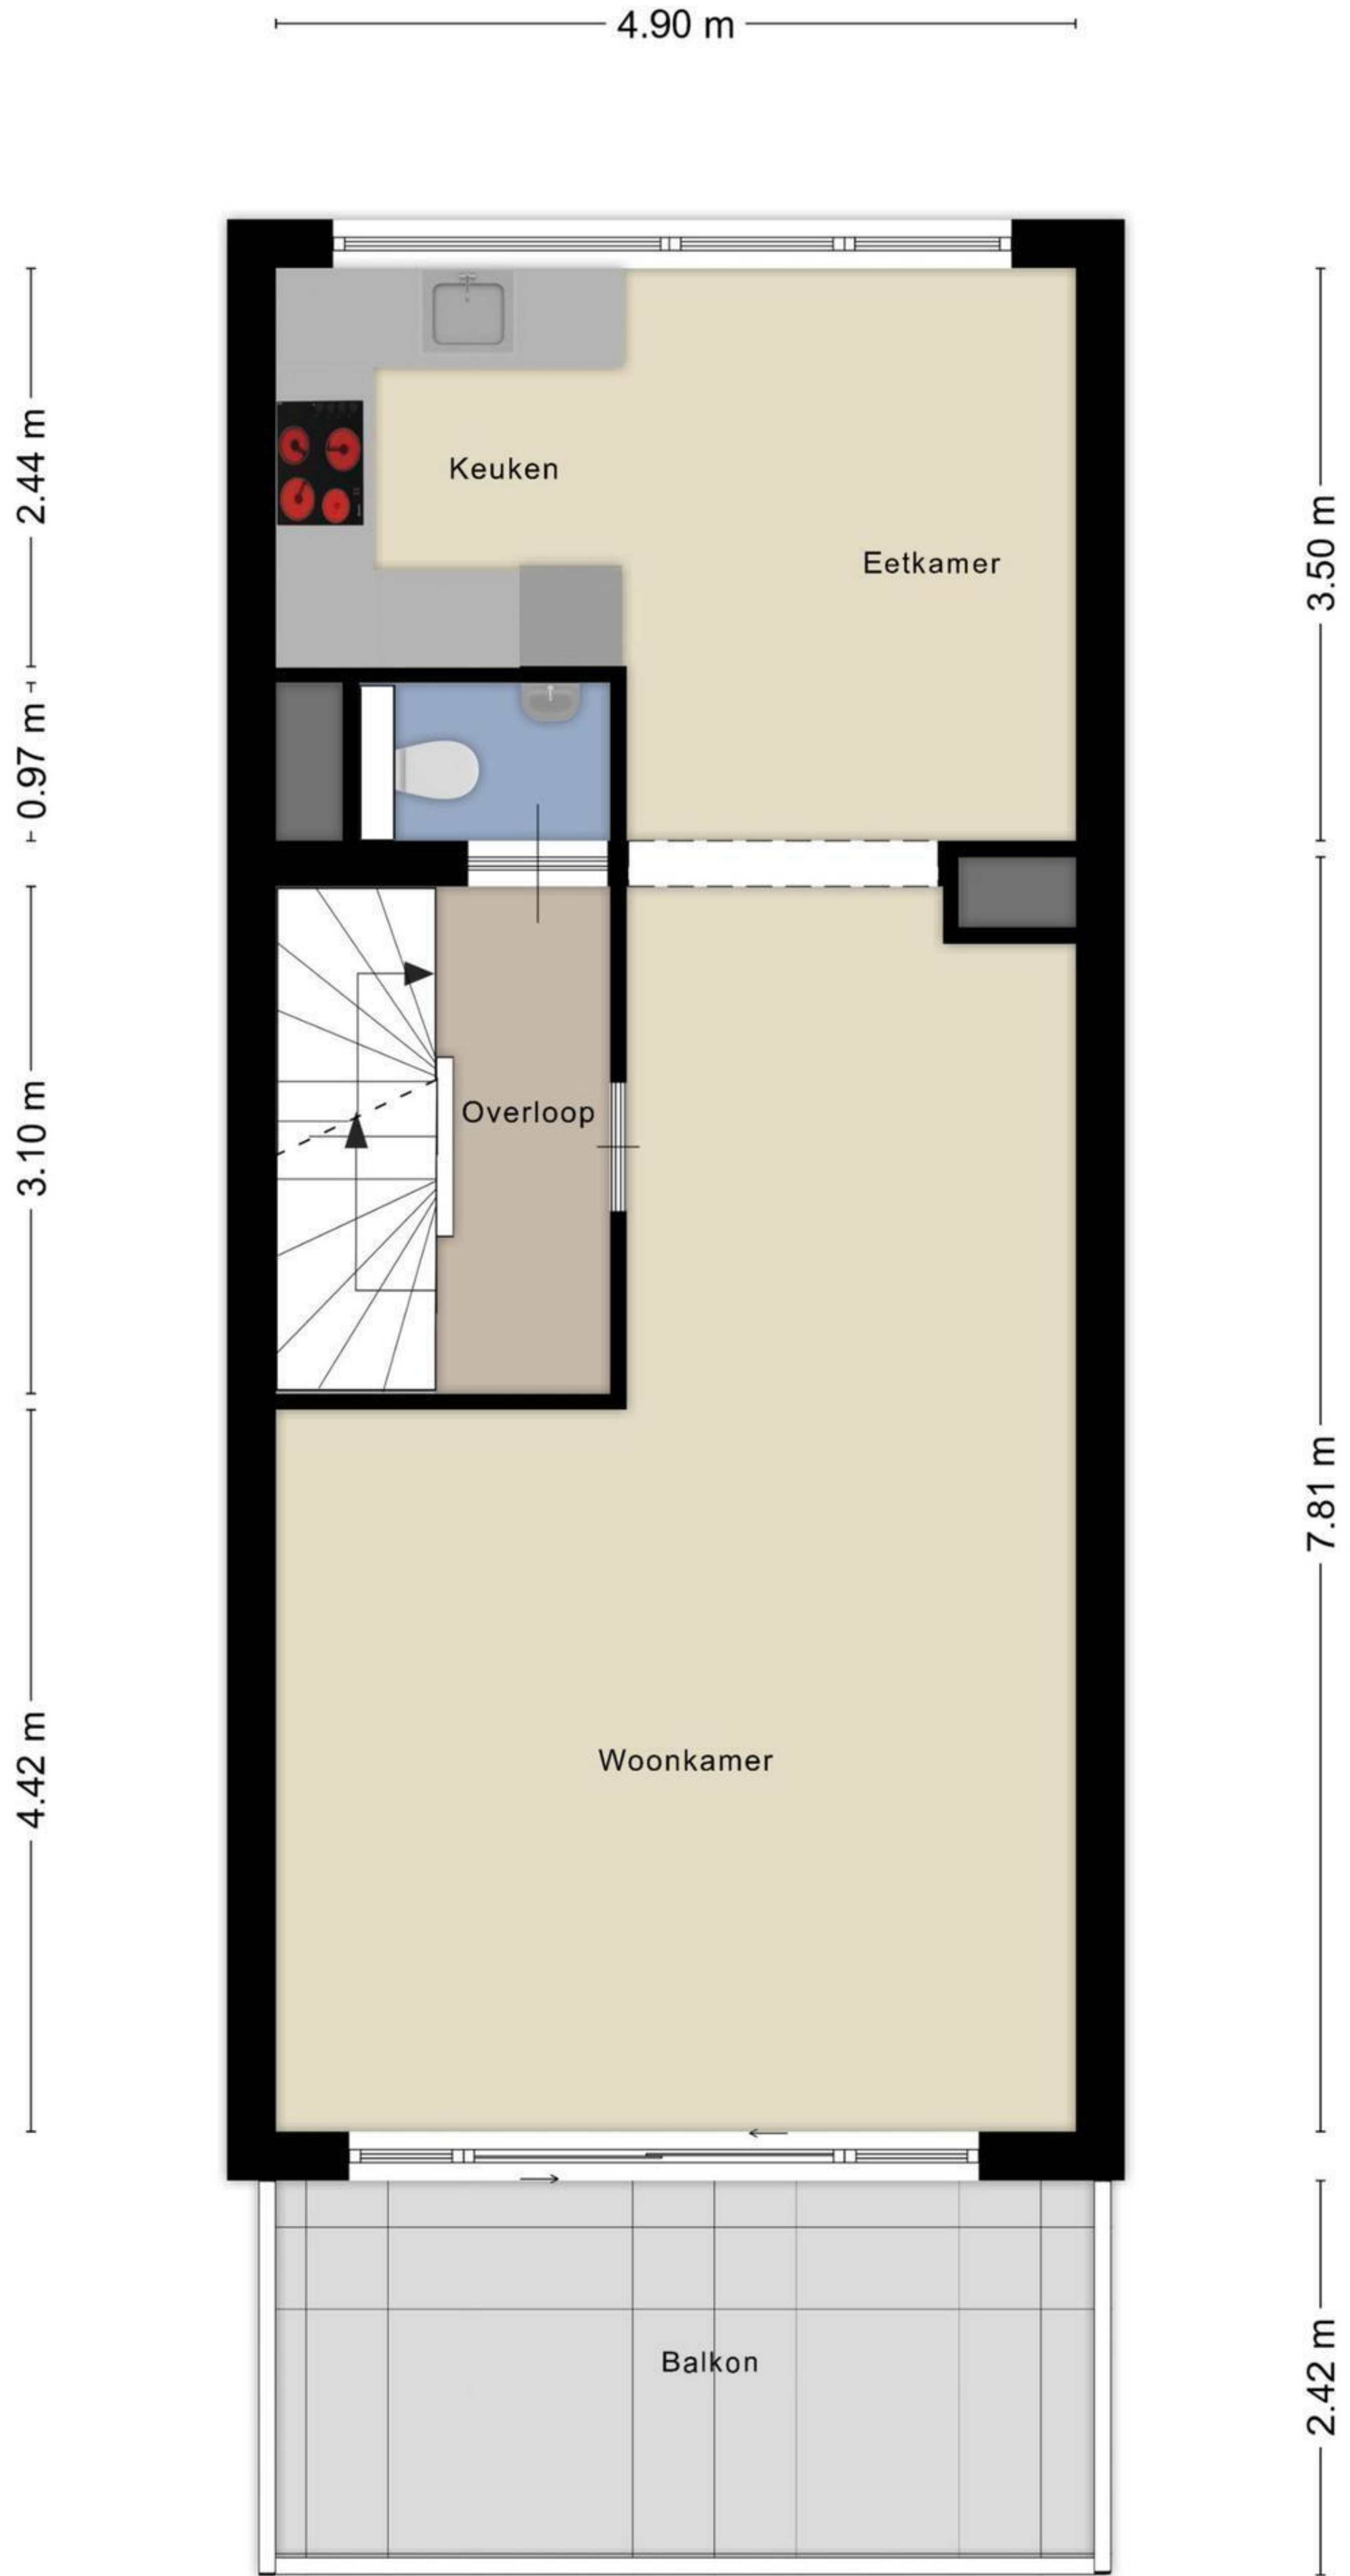 4.90 m
2.44 m
Keuken
3.50 m
Eetkamer
0.97 m
3.10 m
Overloop
7.81 m
4.42 m
Woonkamer
Balkon
2.42 m